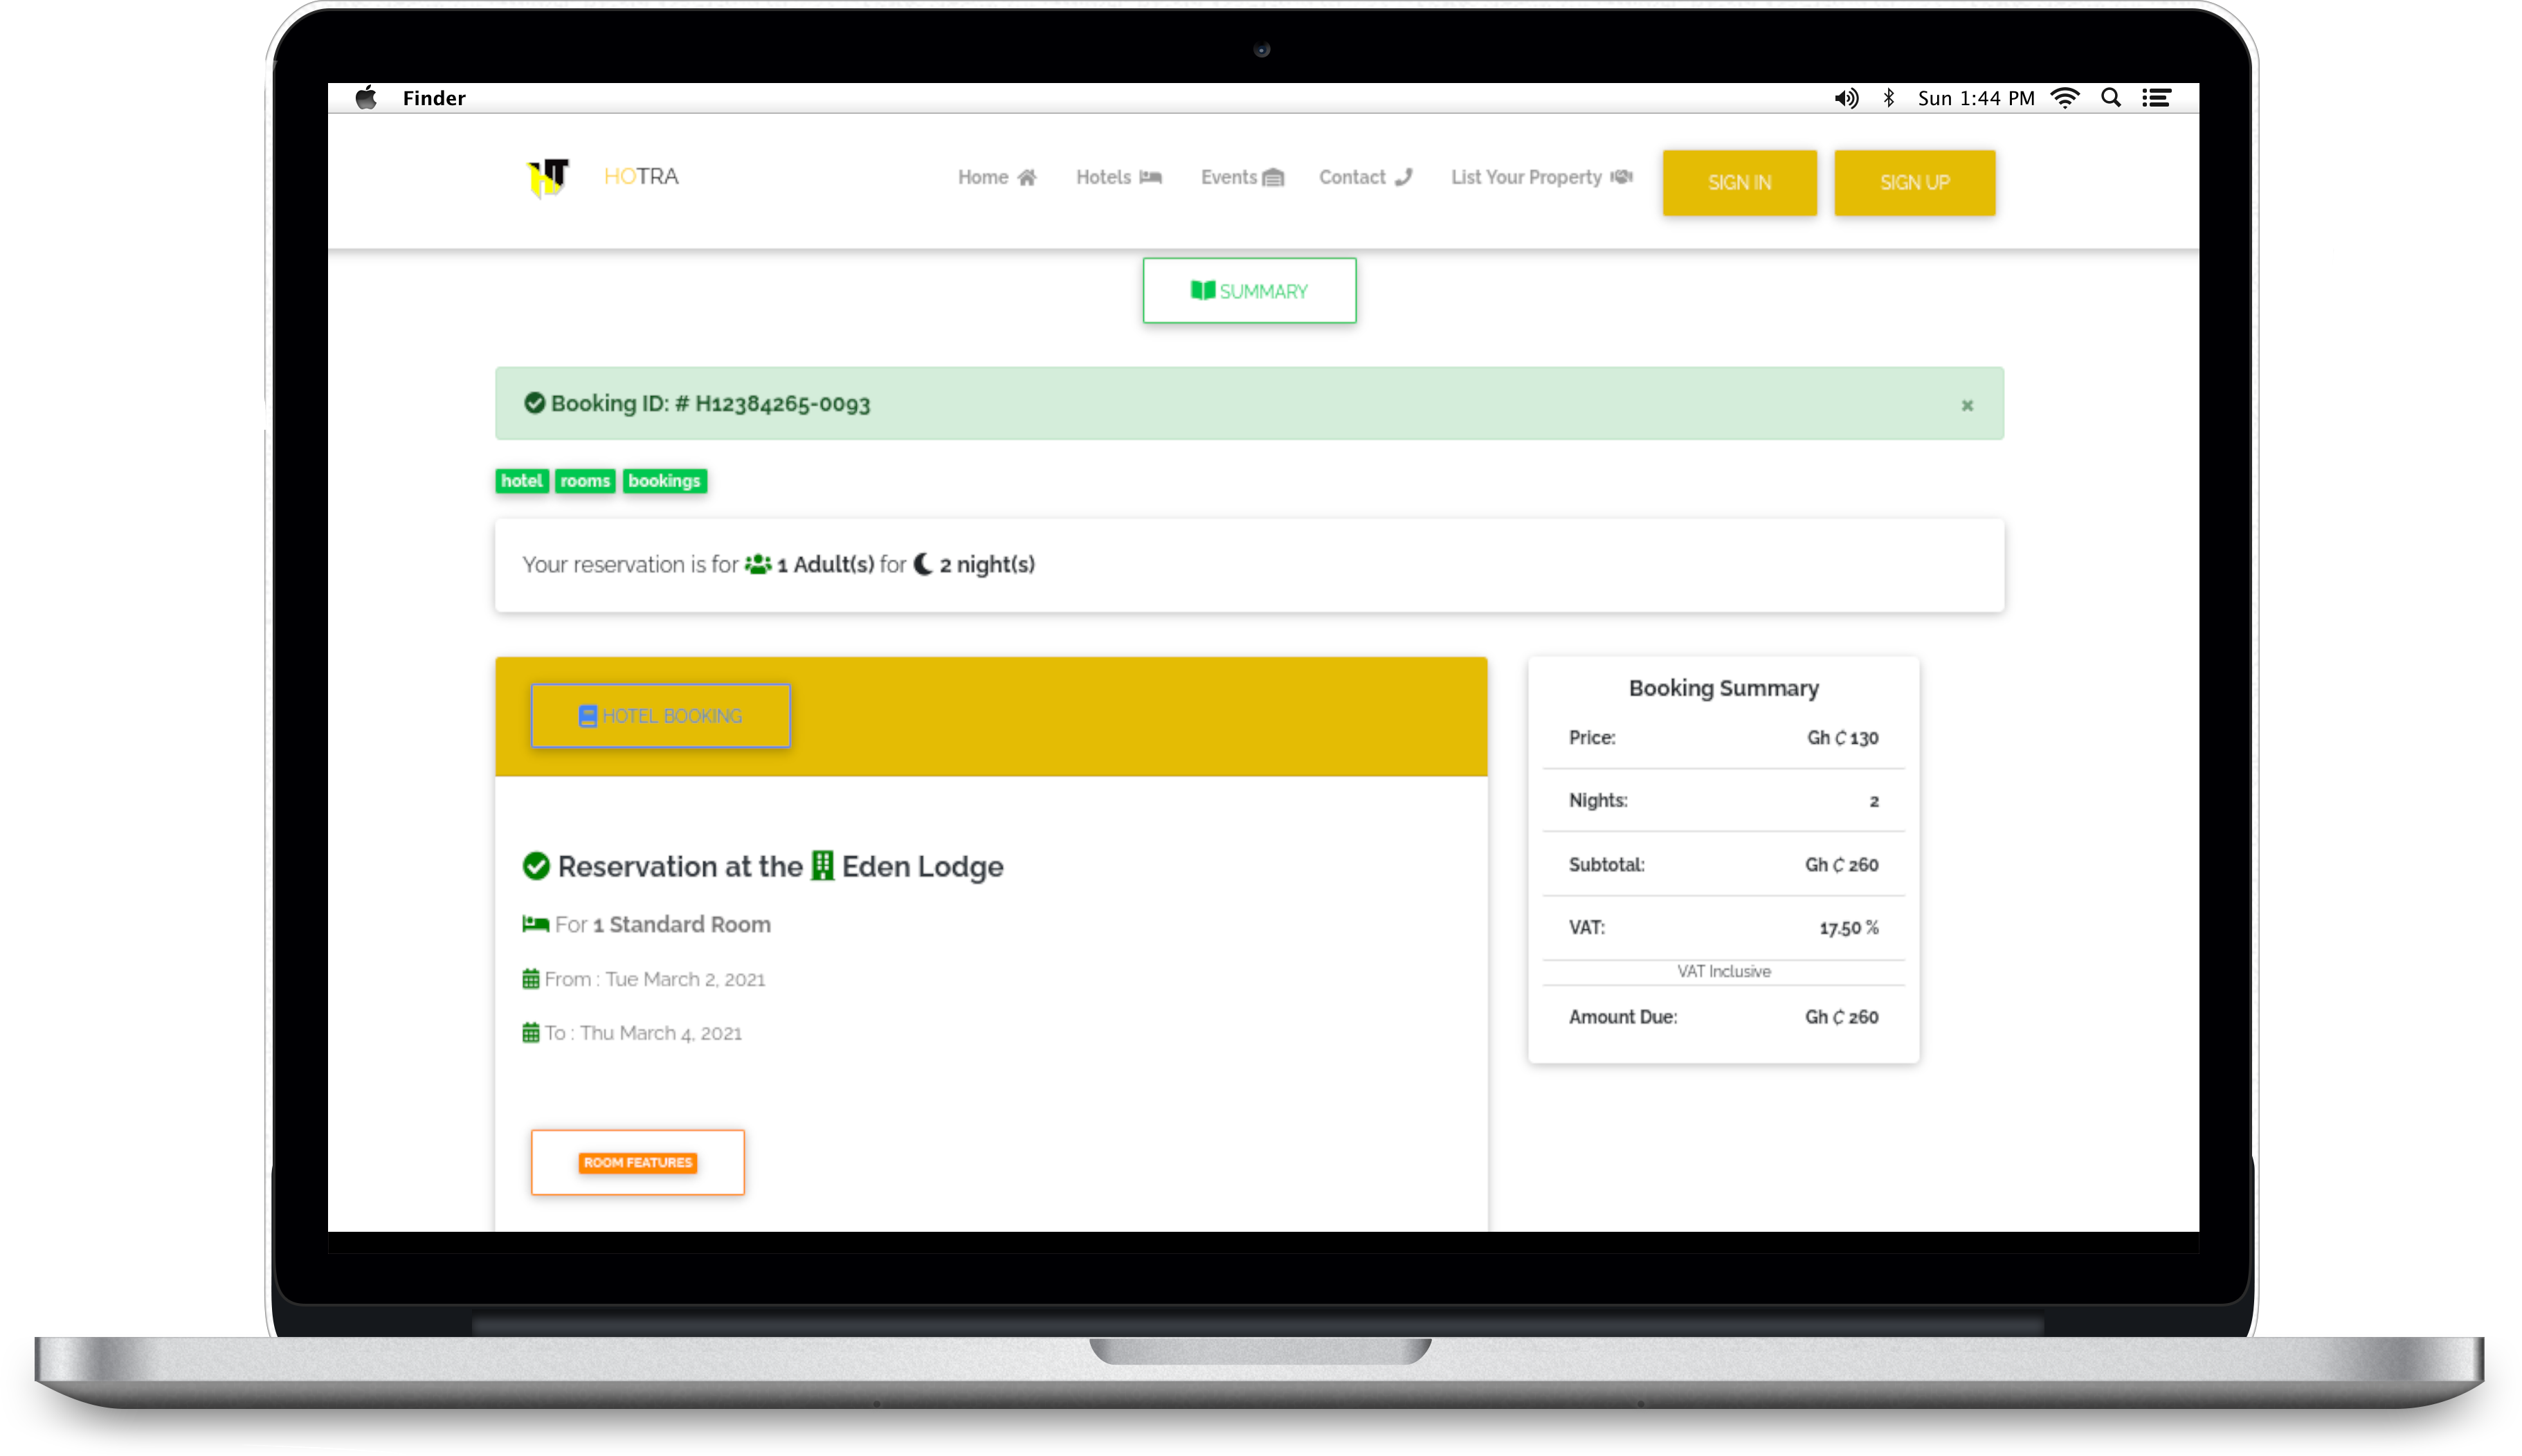 Finder
Sun 1:44 PM
HOTRA
Home
Hotels
Events
Contact
List Your Property
SIGN IN
SIGN UP
SUMMARY
Booking ID: # H12384265-0093
×
hotel rooms bookings
Your reservation is for 1 Adult(s) for 2 night(s)
HOTEL BOOKING
Reservation at the Eden Lodge
For 1 Standard Room
From : Tue March 2, 2021
To : Thu March 4, 2021
ROOM FEATURES
Booking Summary
Price: Gh ₵ 130
Nights: 2
Subtotal: Gh ₵ 260
VAT: 17.50 %
VAT Inclusive
Amount Due: Gh ₵ 260